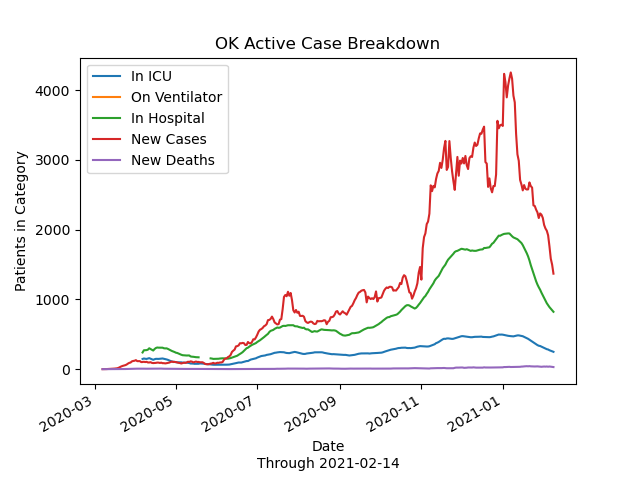 OK Active Case Breakdown
In ICU
On Ventilator
In Hospital
New Cases
New Deaths
Patients in Category
4000
3000
2000
1000
0
2020-03
2020-05
2020-07
2020-09
2020-11
2021-01
Date
Through 2021-02-14